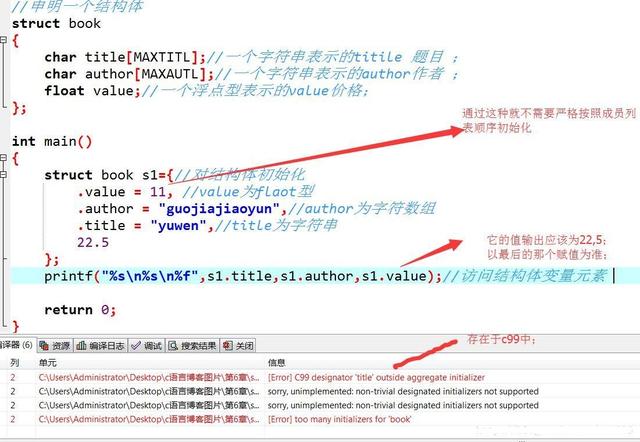 //申明一个结构体
struct book
{
char title[MAXTITL];//一个字符串表示的titile 题目 ;
char author[MAXAUTL];//一个字符串表示的author作者 ;
float value;//一个浮点型表示的value价格;
};
通过这种就不需要严格按照成员列
表顺序初始化
int main()
{
struct book s1={//对结构体初始化
.value = 11, //value为flaot型
.author = "guojiajiaoyun",//author为字符数组
.title = "yuwen",//title为字符串
22.5
它的值输出应该为22,5;
以最后的那个赋值为准;
};
printf("%s\n%s\n%f",s1.title,s1.author,s1.value);//访问结构体变量元素
return 0;
}
存在于c99中;
译器 (6) 资源 编译日志 调试 搜索结果 关闭
列 单元 信息
2 C:\Users\Administrator\Desktop\c语言博客图片\第6章\s... [Error] C99 designator 'title' outside aggregate initializer
2 C:\Users\Administrator\Desktop\c语言博客图片\第6章\s... sorry, unimplemented: non-trivial designated initializers not supported
2 C:\Users\Administrator\Desktop\c语言博客图片\第6章\s... sorry, unimplemented: non-trivial designated initializers not supported
2 C:\Users\Administrator\Desktop\c语言博客图片\第6章\s... [Error] too many initializers for 'book'